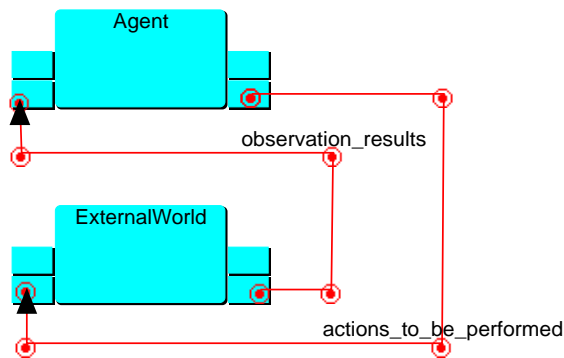 Agent
observation_results
ExternalWorld
actions_to_be_performed